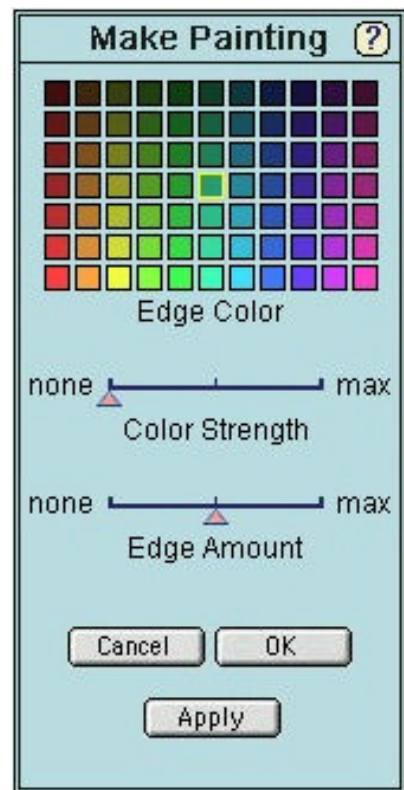 Make Painting ?
Edge Color
none max
Color Strength
none max
Edge Amount
Cancel OK
Apply